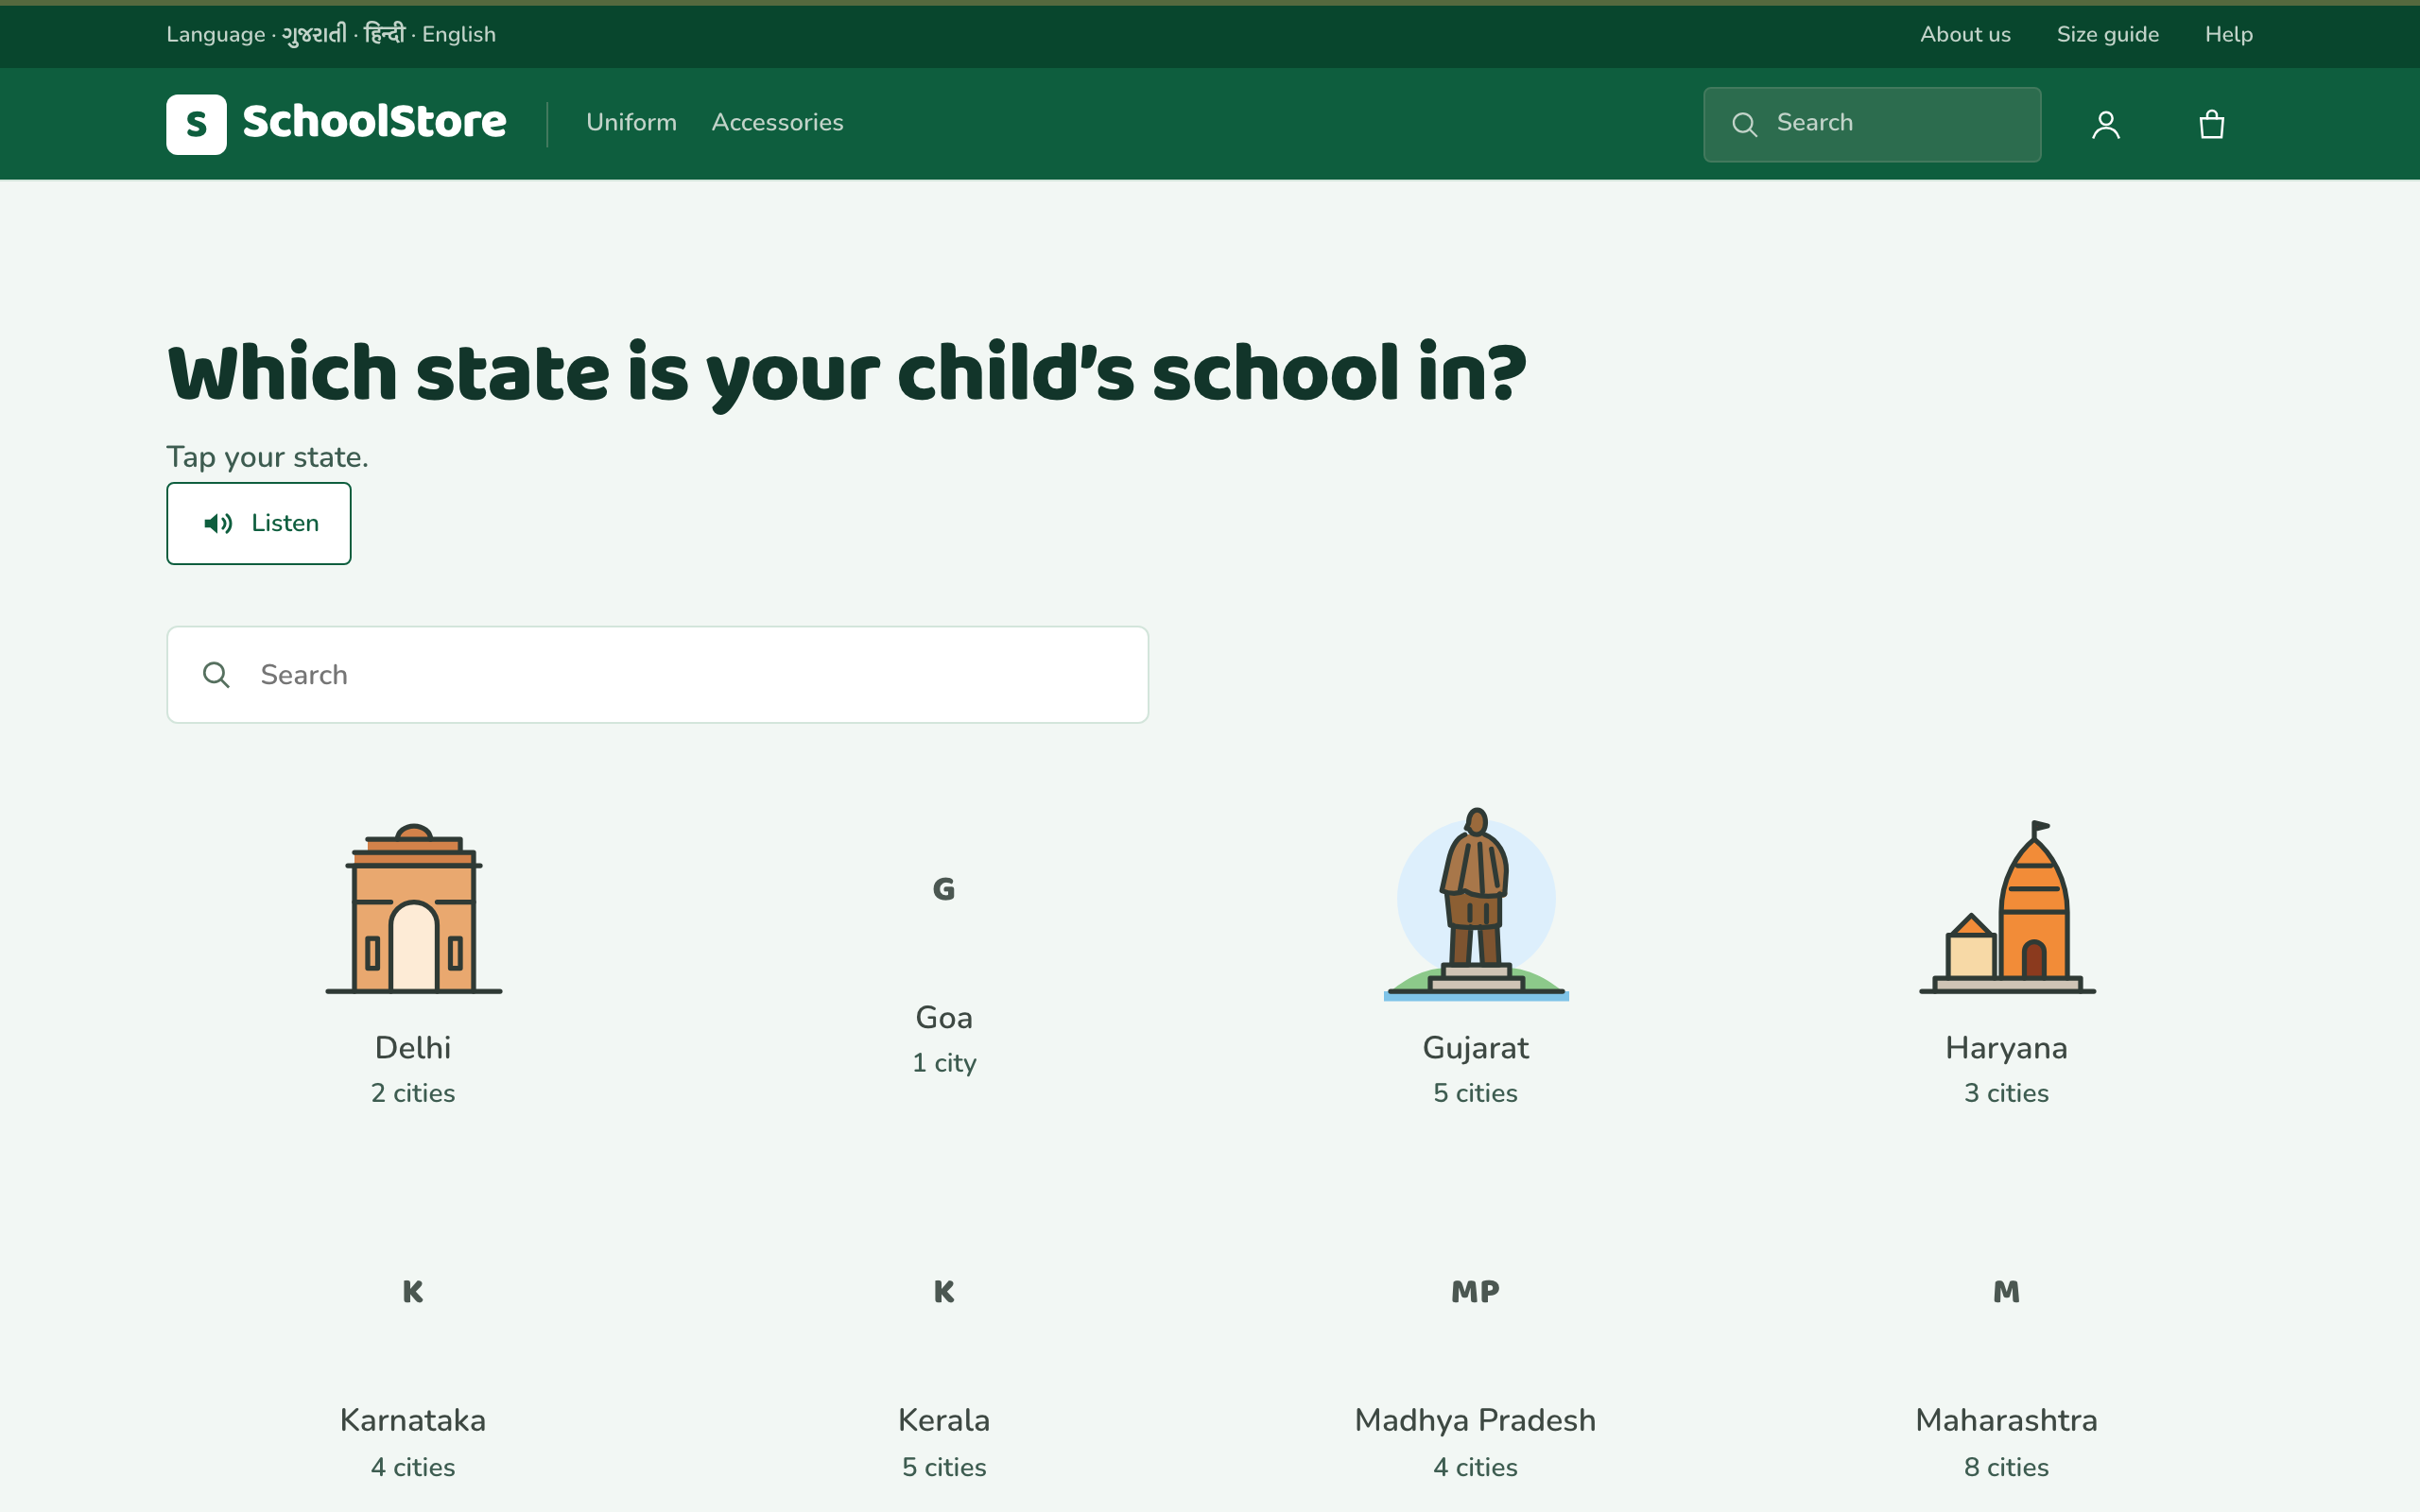 Language · ગુજરાતી · हिन्दी · English
About us Size guide Help
S SchoolStore Uniform Accessories Search
Which state is your child’s school in?
Tap your state.
Listen
Search
G
Delhi
2 cities
Goa
1 city
Gujarat
5 cities
Haryana
3 cities
K
Karnataka
4 cities
K
Kerala
5 cities
MP
Madhya Pradesh
4 cities
M
Maharashtra
8 cities